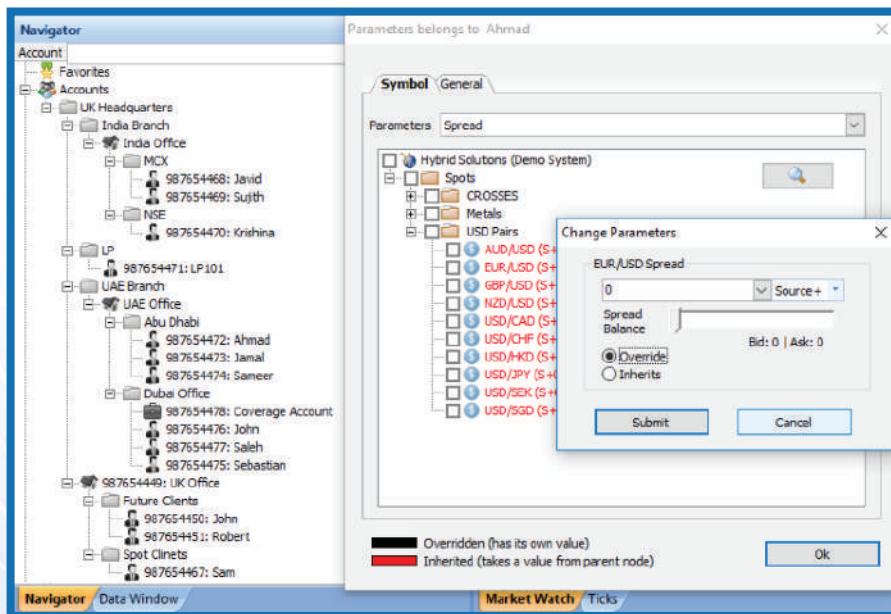 Navigator
Account
Favorites
Accounts
UK Headquarters
India Branch
India Office
MCX
987654468: Javid
987654469: Sujith
NSE
987654470: Krishina
LP
987654471: LP101
UAE Branch
UAE Office
Abu Dhabi
987654472: Ahmad
987654473: Jamal
987654474: Sameer
Dubai Office
987654478: Coverage Account
987654476: John
987654477: Saleh
987654475: Sebastian
987654449: UK Office
Future Clients
987654450: John
987654451: Robert
Spot Clinets
987654467: Sam
Navigator Data Window
Parameters belongs to Ahmad
Symbol General
Parameters Spread
Hybrid Solutions (Demo System)
Spots
CROSSES
Metals
USD Pairs
AUD/USD (S+
EUR/USD (S+
GBP/USD (S+
NZD/USD (S+
USD/CAD (S+
USD/CHF (S+
USD/HKD (S+
USD/JPY (S+
USD/SEK (S+
USD/SGD (S+
Overridden (has its own value)
Inherited (takes a value from parent node)
Ok
Change Parameters
EUR/USD Spread
0 Source+
Spread
Balance
Bid: 0 | Ask: 0
Override
Inherits
Submit Cancel
Market Watch Ticks